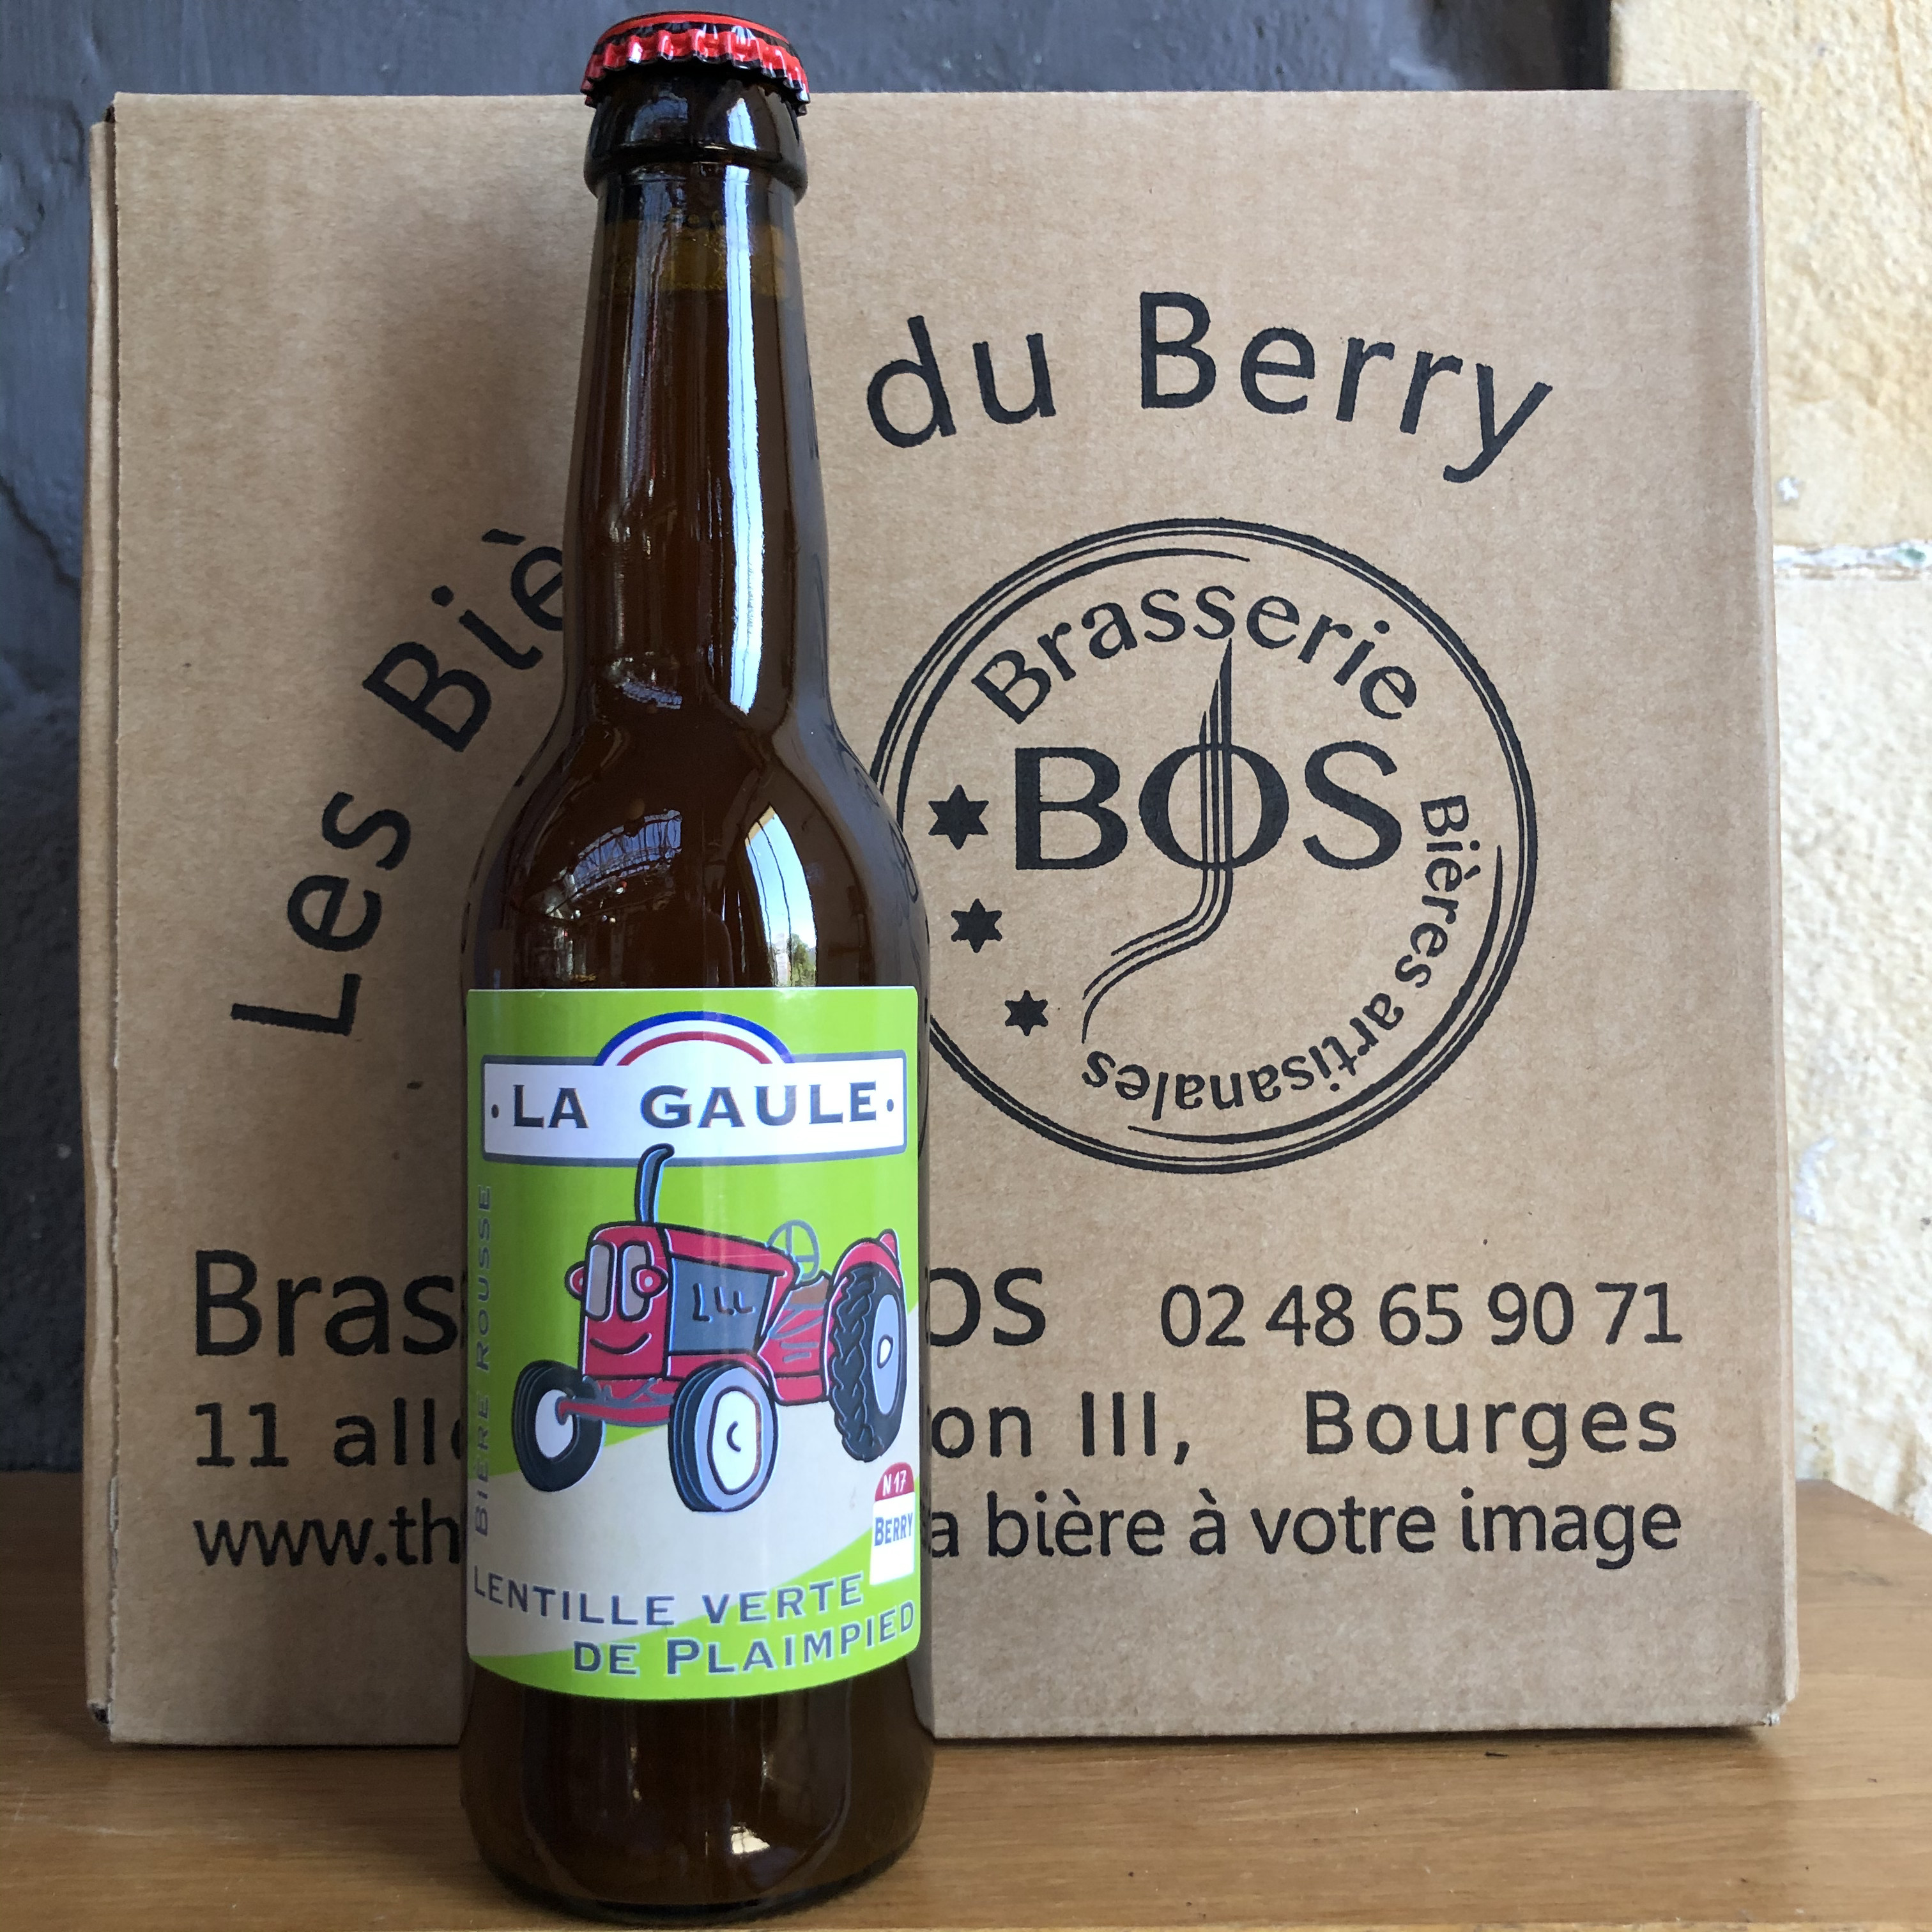 Les Biè du Berry
Brasserie
BOS
Bières artisanales
Bras OS 02 48 65 90 71
11 all on III, Bourges
www.th a bière à votre image
• LA GAULE •
BIÈRE ROUSSE
N 17
BERRY
LENTILLE VERTE
DE PLAIMPIED